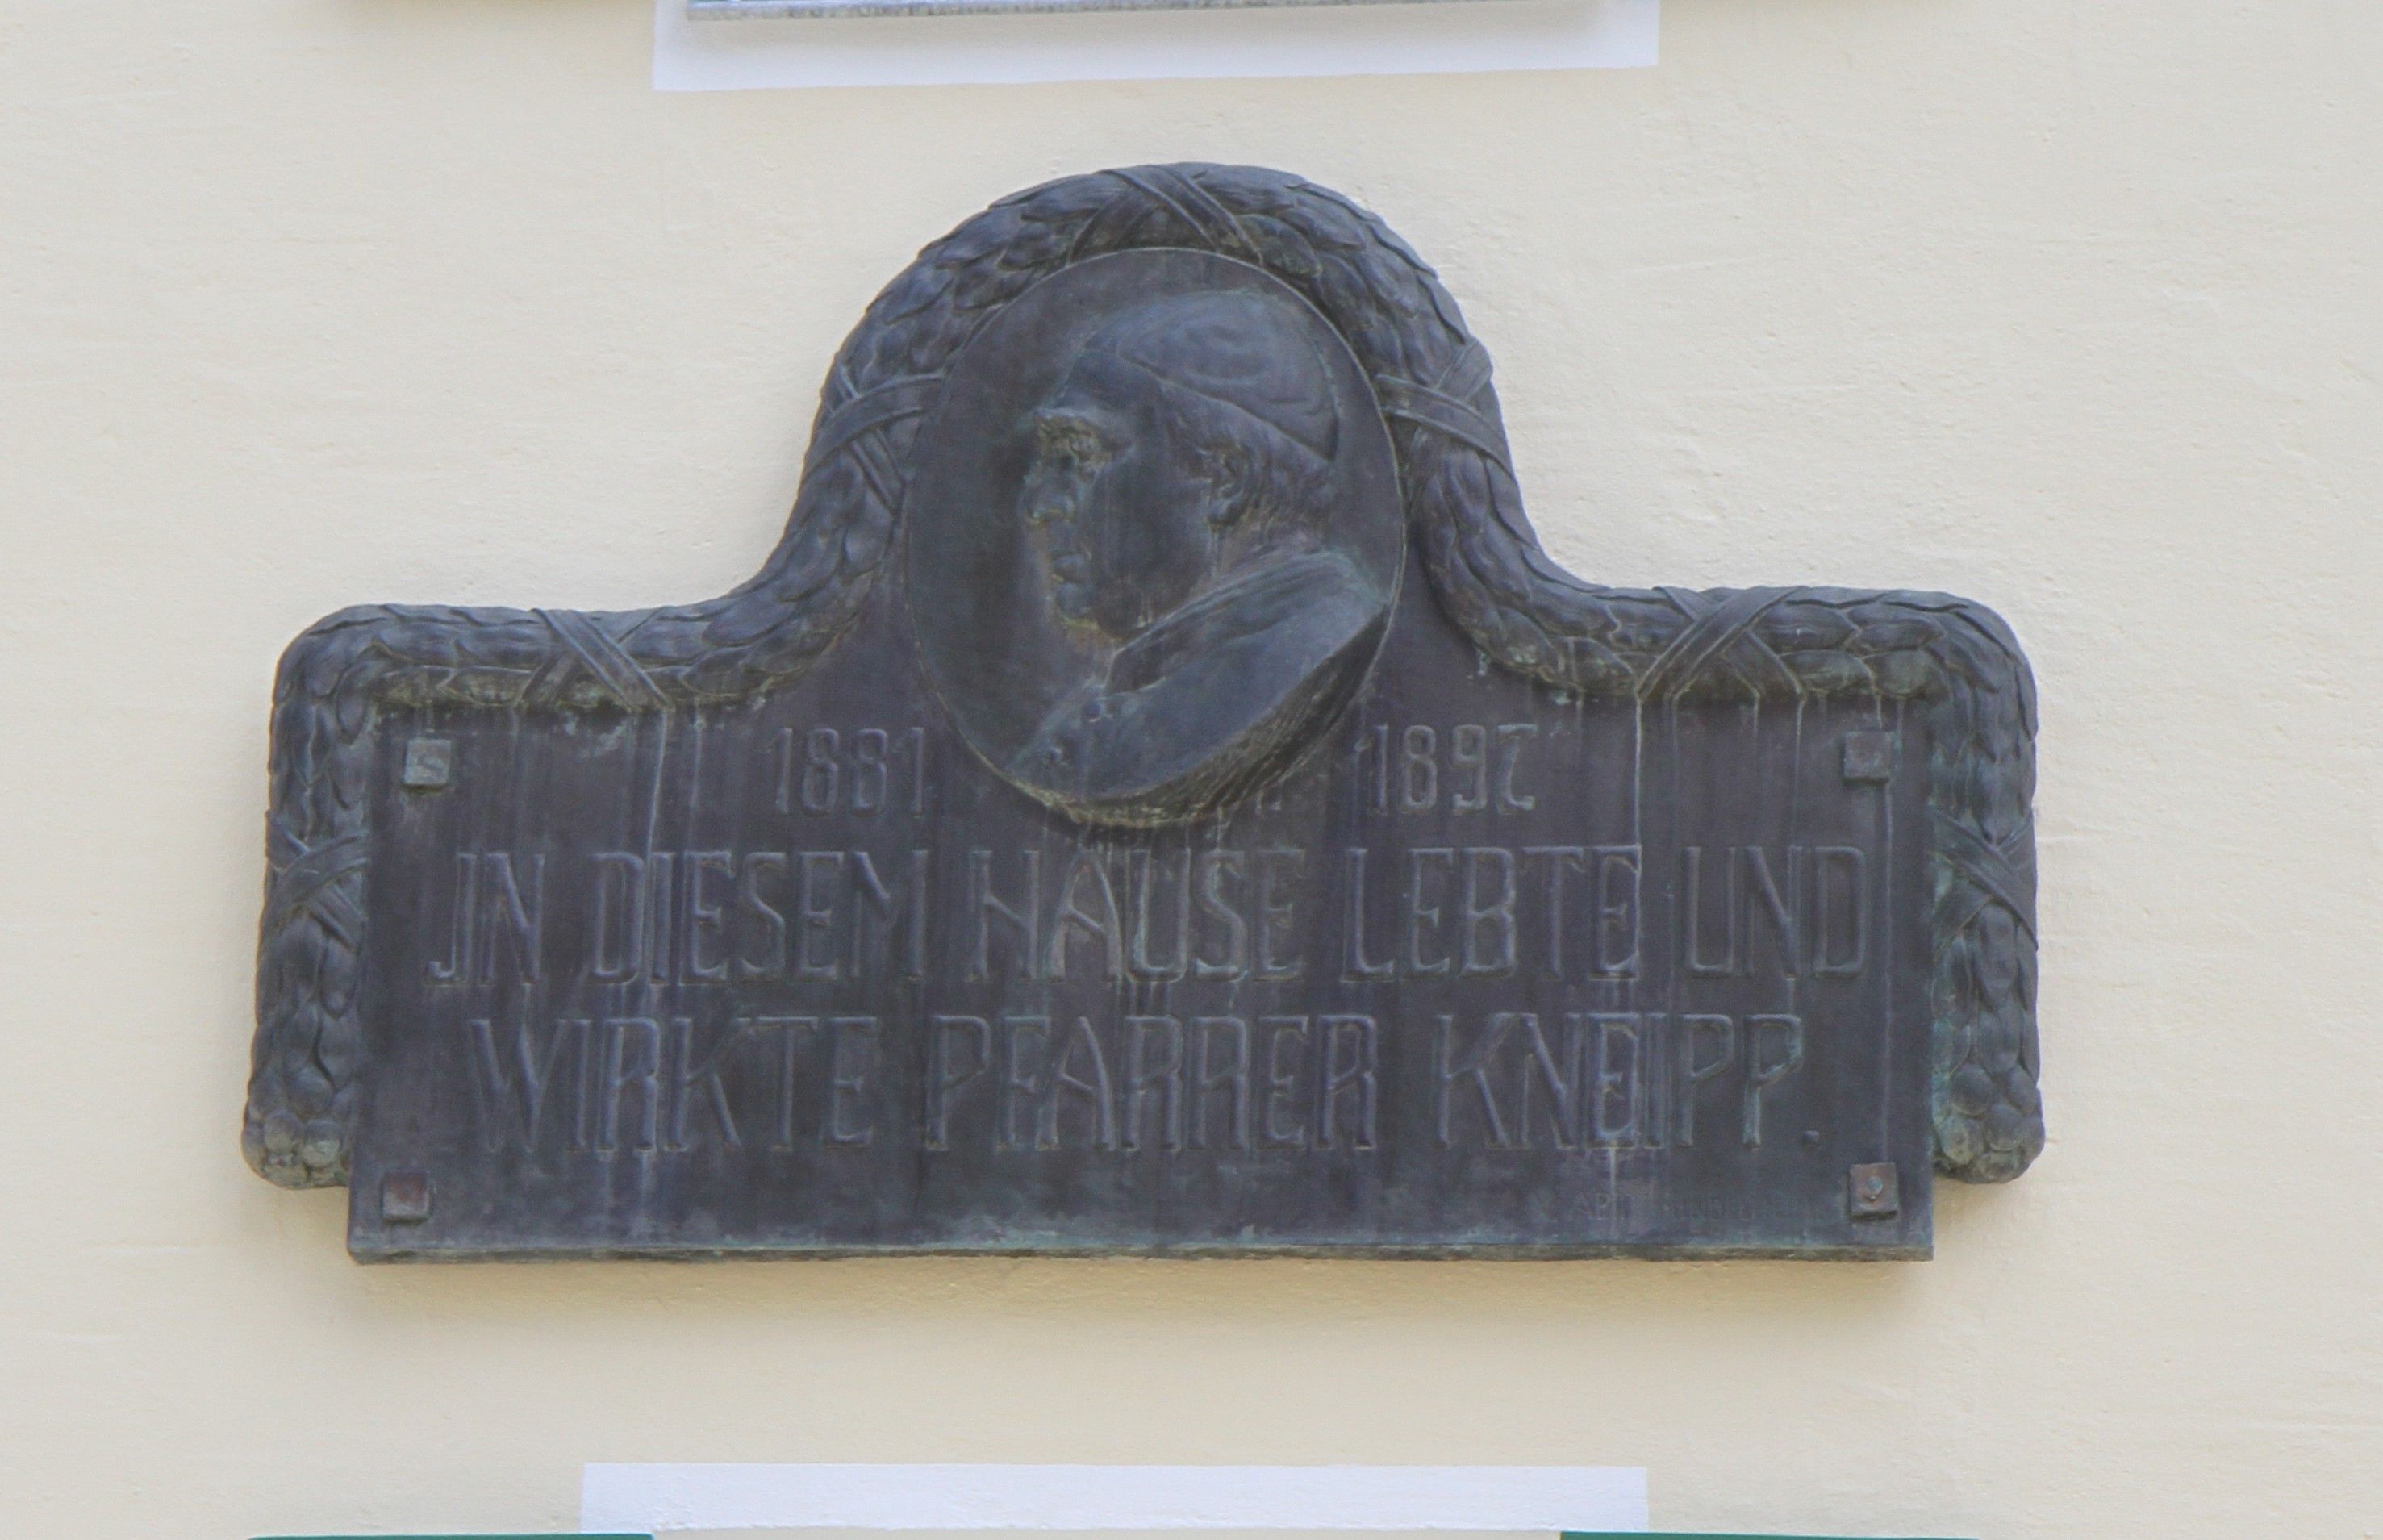 1881 1897
JN DIESEM HAUSE LEBTE UND
WIRKTE PFARRER KNEIPP.